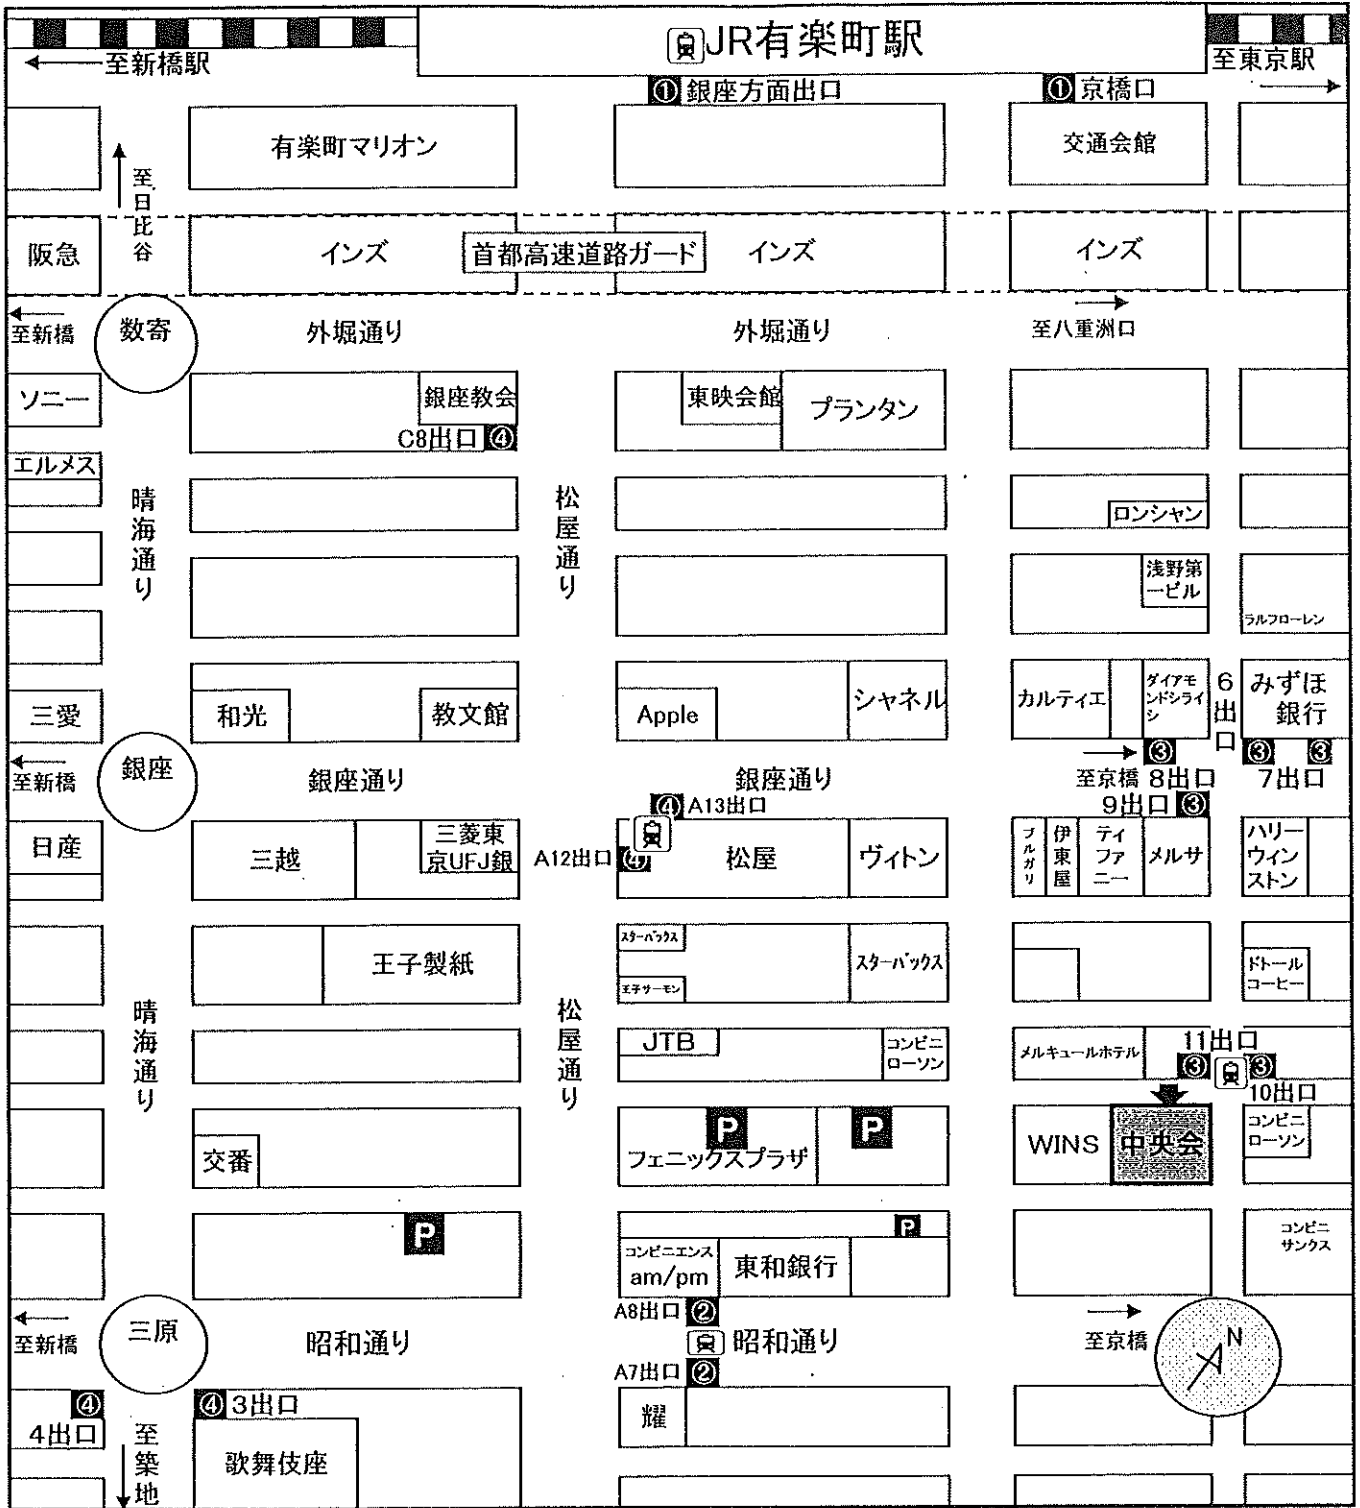 JR有楽町駅
至新橋駅
至東京駅
① 銀座方面出口
① 京橋口
有楽町マリオン
交通会館
至日比谷
阪急
インズ
首都高速道路ガード
インズ
インズ
至新橋
数寄
外堀通り
外堀通り
至八重洲口
ソニー
銀座教会
東映会館
プランタン
C8出口 ④
エルメス
晴海通り
松屋通り
ロンシャン
浅野第
一ビル
ラルフローレン
三愛
和光
教文館
Apple
シャネル
カルティエ
ダイアモ
ンドシライ
シ
6出口
みずほ
銀行
③
③
③
至新橋
銀座
銀座通り
銀座通り
至京橋
8出口
7出口
④ A13出口
9出口 ③
日産
三越
三菱東
京UFJ銀
A12出口 ④
松屋
ヴィトン
ブルガリ
伊東屋
ティ
ファ
ニー
メルサ
ハリー
ウィン
ストン
王子製紙
スターバックス
王子サーモン
スターバックス
ドトール
コーヒー
晴海通り
松屋通り
JTB
コンビニ
ローソン
メルキュールホテル
11出口
③
③
10出口
交番
P
フェニックスプラザ
P
WINS
中央会
コンビニ
ローソン
P
P
コンビニエンス
am/pm
東和銀行
コンビニ
サンクス
A8出口 ②
至新橋
三原
昭和通り
昭和通り
至京橋
N
A7出口 ②
④
4出口
④ 3出口
耀
至築地
歌舞伎座